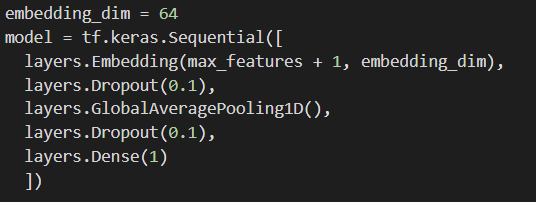 embedding_dim = 64
model = tf.keras.Sequential([
  layers.Embedding(max_features + 1, embedding_dim),
  layers.Dropout(0.1),
  layers.GlobalAveragePooling1D(),
  layers.Dropout(0.1),
  layers.Dense(1)
  ])